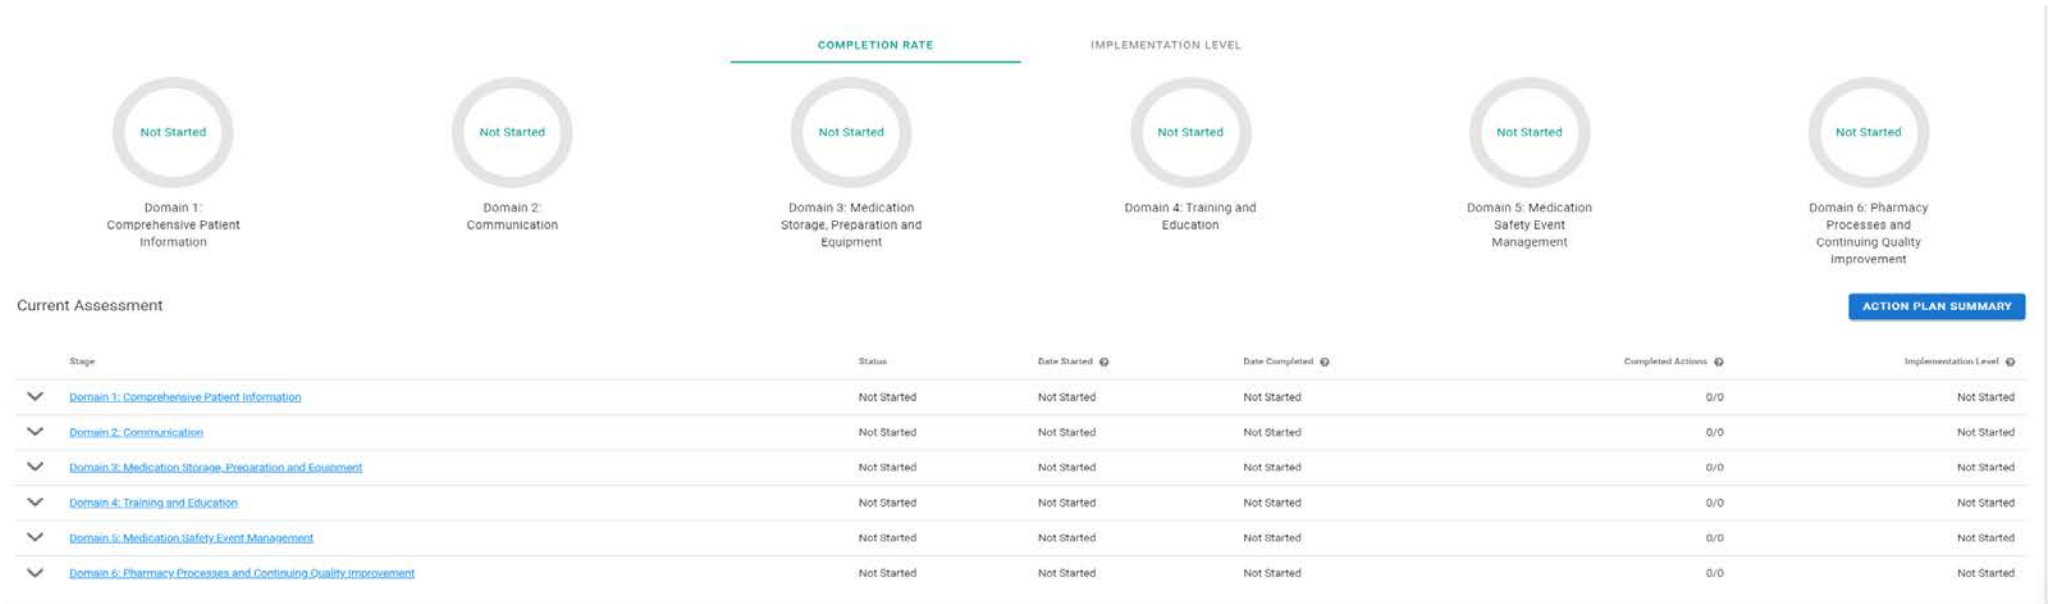 COMPLETION RATE IMPLEMENTATION LEVEL
Not Started Not Started Not Started Not Started Not Started Not Started
Domain 1:
Comprehensive Patient
Information
Domain 2:
Communication
Domain 3: Medication
Storage, Preparation and
Equipment
Domain 4: Training and
Education
Domain 5: Medication
Safety Event
Management
Domain 6: Pharmacy
Processes and
Continuing Quality
Improvement
Current Assessment ACTION PLAN SUMMARY
Stage Status Date Started Date Completed Completed Actions Implementation Level
Domain 1: Comprehensive Patient Information Not Started Not Started Not Started 0/0 Not Started
Domain 2: Communication Not Started Not Started Not Started 0/0 Not Started
Domain 3: Medication Storage, Preparation and Equipment Not Started Not Started Not Started 0/0 Not Started
Domain 4: Training and Education Not Started Not Started Not Started 0/0 Not Started
Domain 5: Medication Safety Event Management Not Started Not Started Not Started 0/0 Not Started
Domain 6: Pharmacy Processes and Continuing Quality Improvement Not Started Not Started Not Started 0/0 Not Started